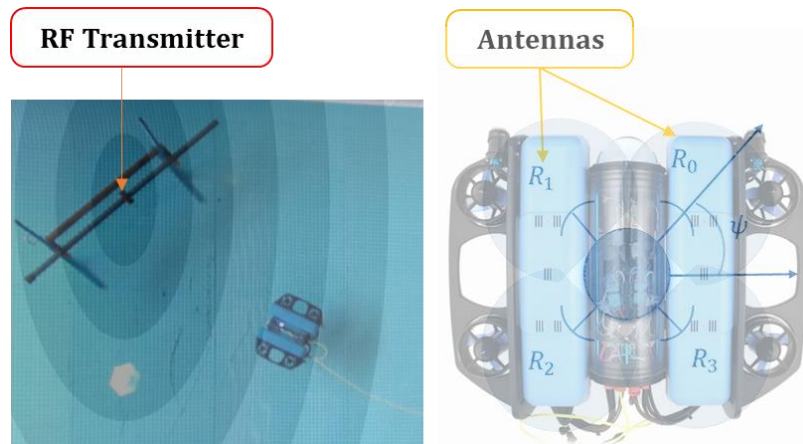 RF Transmitter
Antennas
R₁
R₀
ψ
R₂
R₃